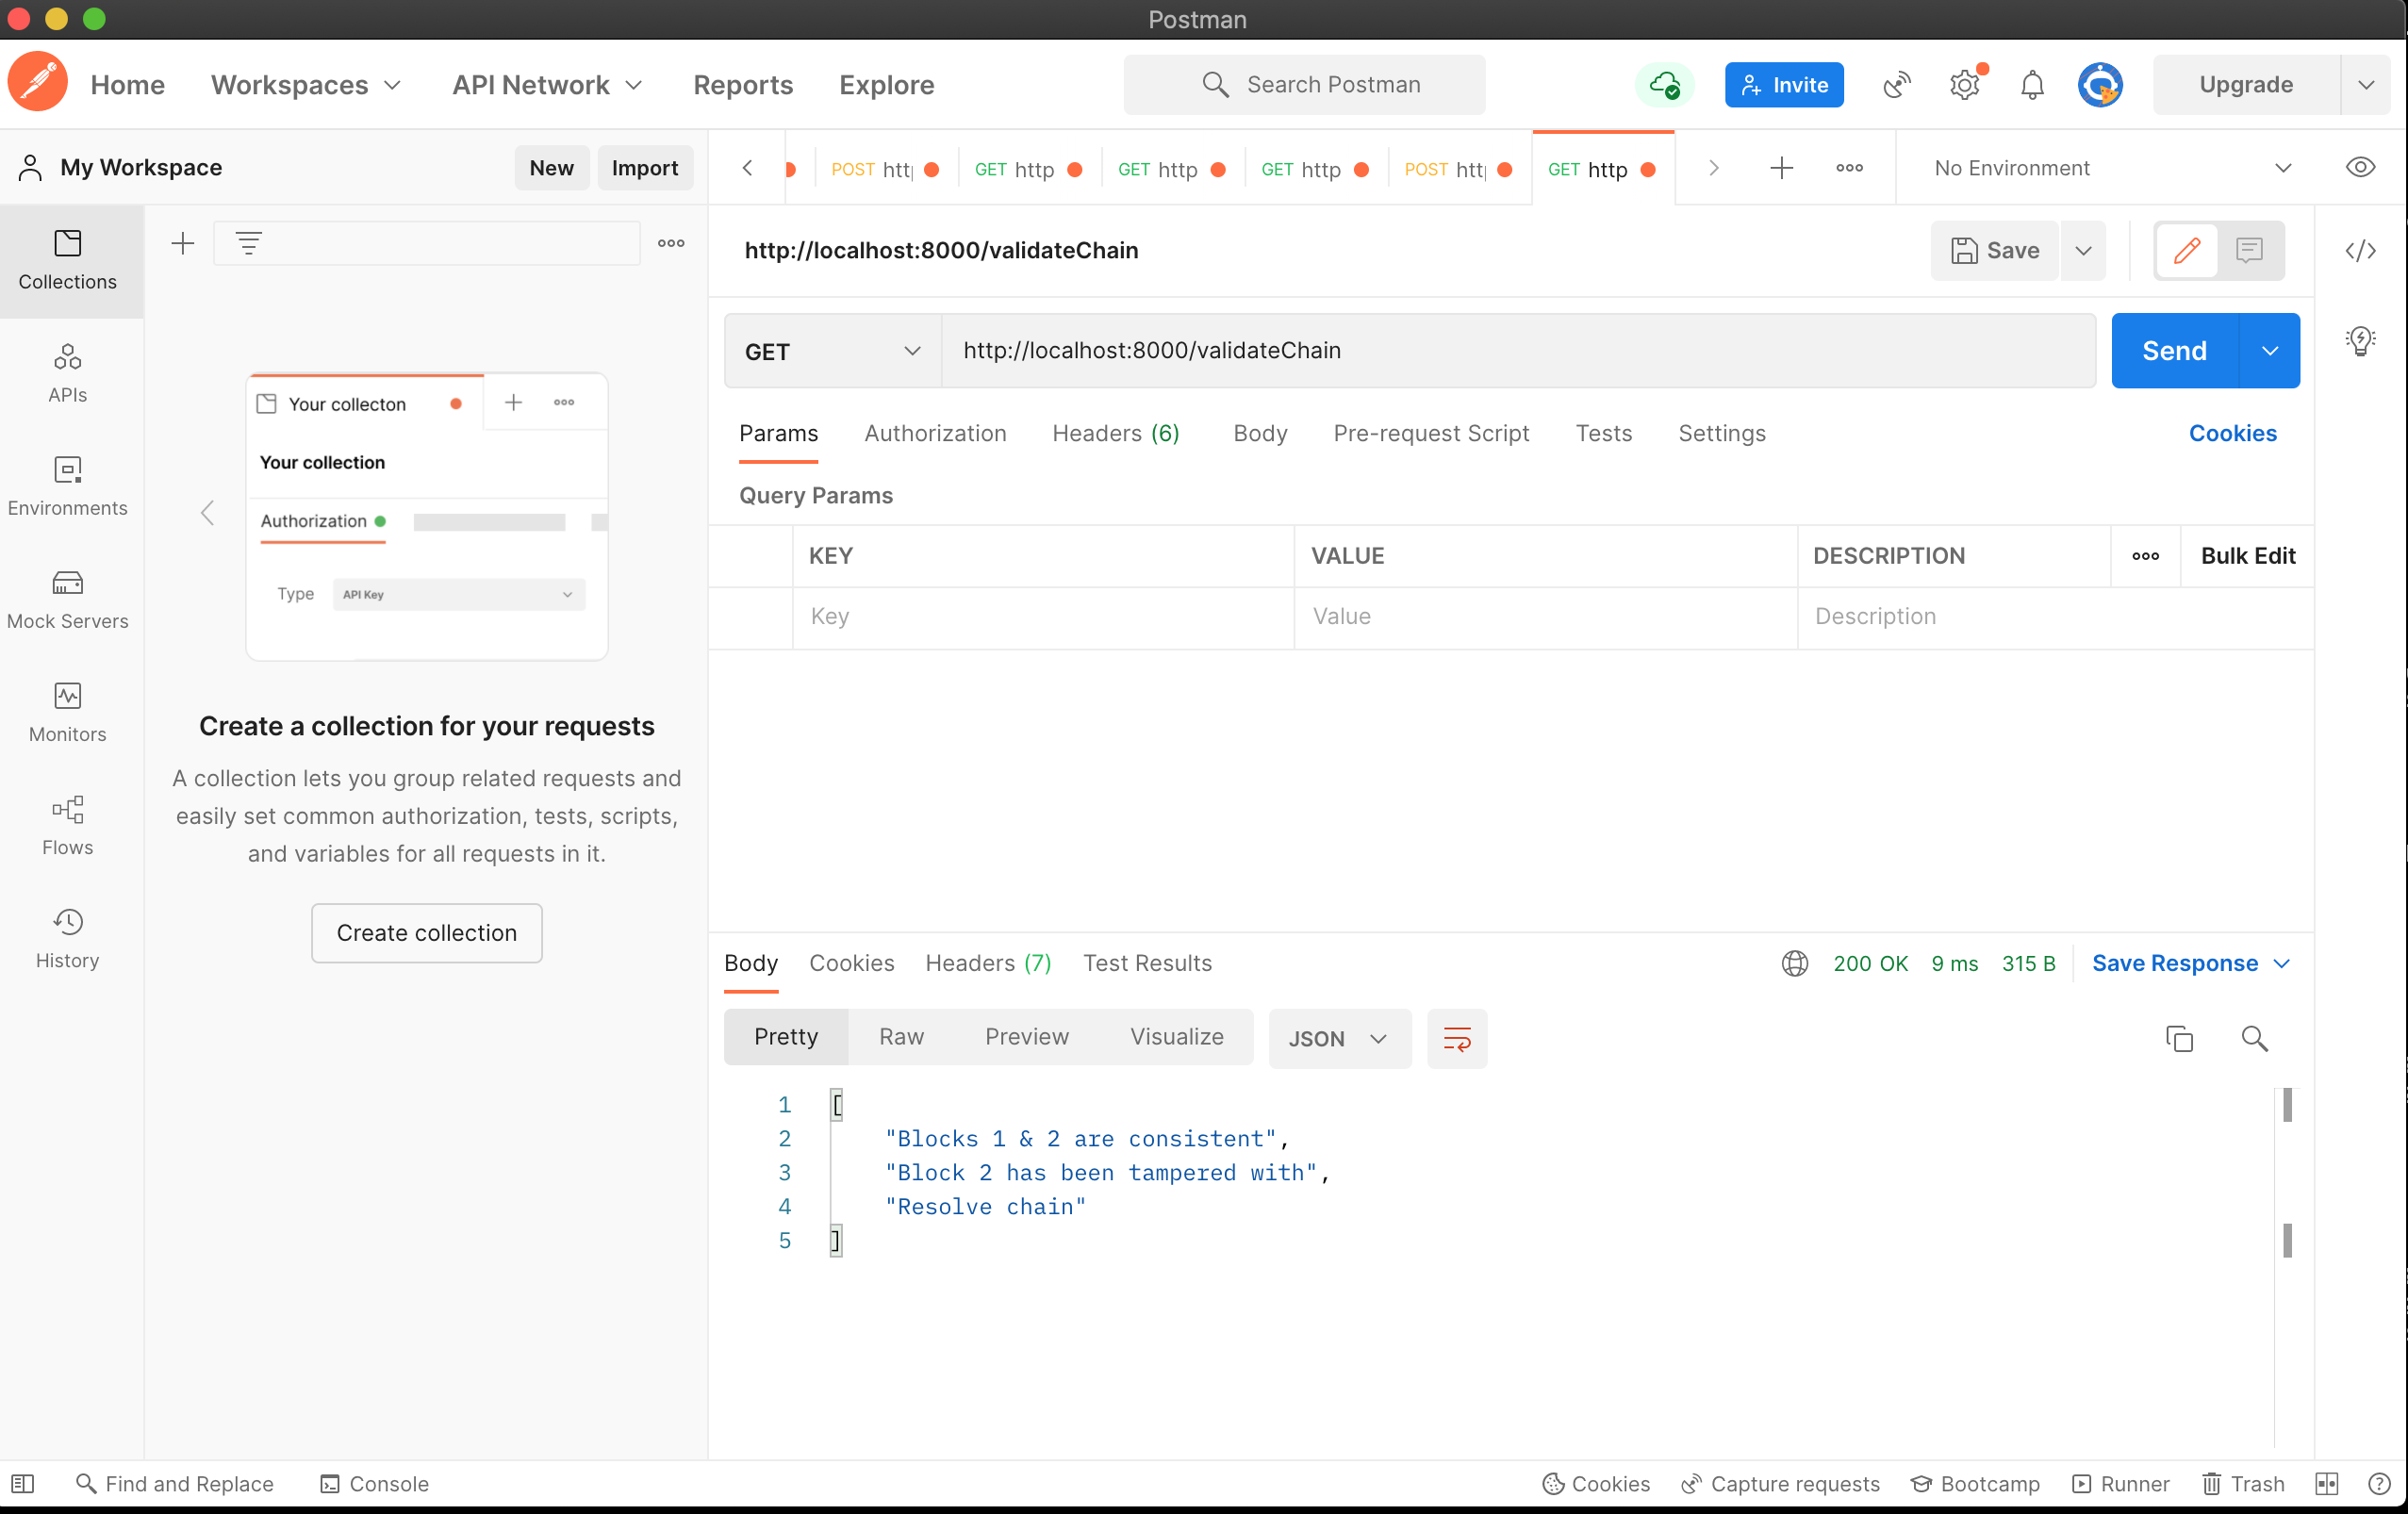 Postman
Home Workspaces API Network Reports Explore Search Postman Invite Upgrade
My Workspace New Import POST http GET http GET http GET http POST http GET http No Environment
Collections
APIs
Environments
Mock Servers
Monitors
Flows
History
Your collecton
Your collection
Authorization
Type API Key
Create a collection for your requests
A collection lets you group related requests and
easily set common authorization, tests, scripts,
and variables for all requests in it.
Create collection
http://localhost:8000/validateChain Save
GET http://localhost:8000/validateChain Send
Params Authorization Headers (6) Body Pre-request Script Tests Settings Cookies
Query Params
KEY VALUE DESCRIPTION Bulk Edit
Key Value Description
Body Cookies Headers (7) Test Results 200 OK 9 ms 315 B Save Response
Pretty Raw Preview Visualize JSON
1 [
2 "Blocks 1 & 2 are consistent",
3 "Block 2 has been tampered with",
4 "Resolve chain"
5 ]
Find and Replace Console Cookies Capture requests Bootcamp Runner Trash